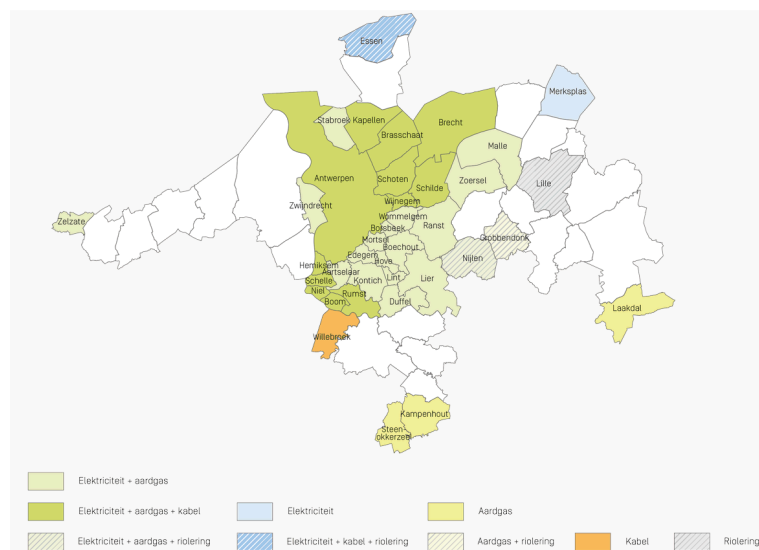 Essen
Merksplas
Stabroek
Kapellen
Brecht
Brasschaat
Malle
Antwerpen
Schoten
Schilde
Zoersel
Lille
Zwijndrecht
Wijnegem
Wommelgem
Zelzate
Borsbeek
Ranst
Grobbendonk
Mortsel
Boechout
Edegem
Hove
Nijlen
Hemiksem
Aartselaar
Schelle
Kontich
Lint
Lier
Niel
Rumst
Boom
Duffel
Laakdal
Willebroek
Kampenhout
Steen-
okkerzeel
Elektriciteit + aardgas
Elektriciteit + aardgas + kabel
Elektriciteit
Aardgas
Elektriciteit + aardgas + riolering
Elektriciteit + kabel + riolering
Aardgas + riolering
Kabel
Riolering